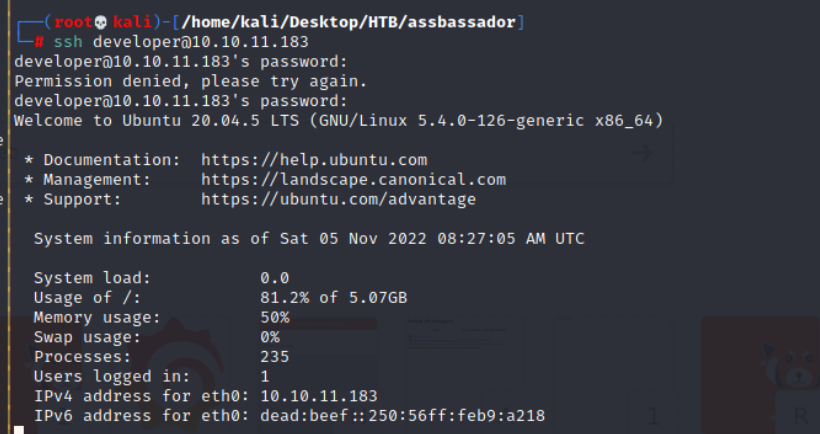 (root💀kali)-[/home/kali/Desktop/HTB/assbassador]
# ssh developer@10.10.11.183
developer@10.10.11.183's password:
Permission denied, please try again.
developer@10.10.11.183's password:
Welcome to Ubuntu 20.04.5 LTS (GNU/Linux 5.4.0-126-generic x86_64)
* Documentation:  https://help.ubuntu.com
* Management:     https://landscape.canonical.com
* Support:        https://ubuntu.com/advantage
System information as of Sat 05 Nov 2022 08:27:05 AM UTC
System load:             0.0
Usage of /:              81.2% of 5.07GB
Memory usage:            50%
Swap usage:              0%
Processes:               235
Users logged in:         1
IPv4 address for eth0: 10.10.11.183
IPv6 address for eth0: dead:beef::250:56ff:feb9:a218